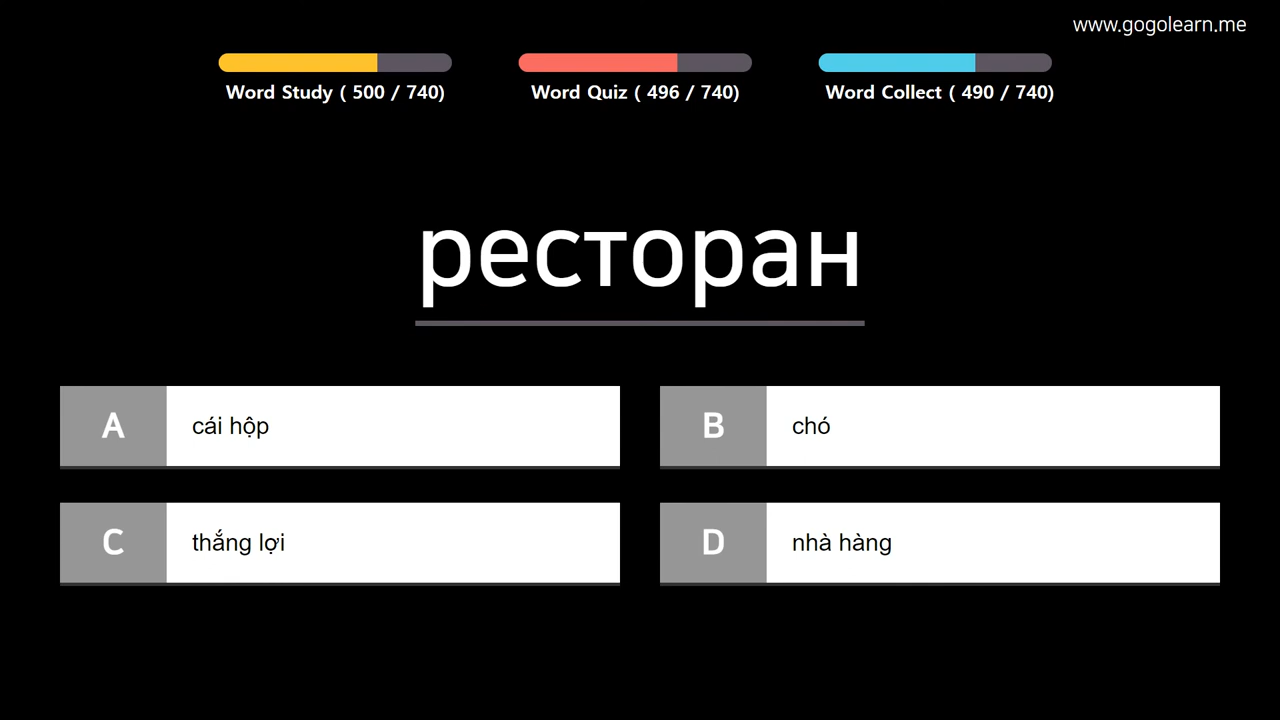 www.gogolearn.me
Word Study ( 500 / 740)
Word Quiz ( 496 / 740)
Word Collect ( 490 / 740)
ресторан
A cái hộp
B chó
C thắng lợi
D nhà hàng